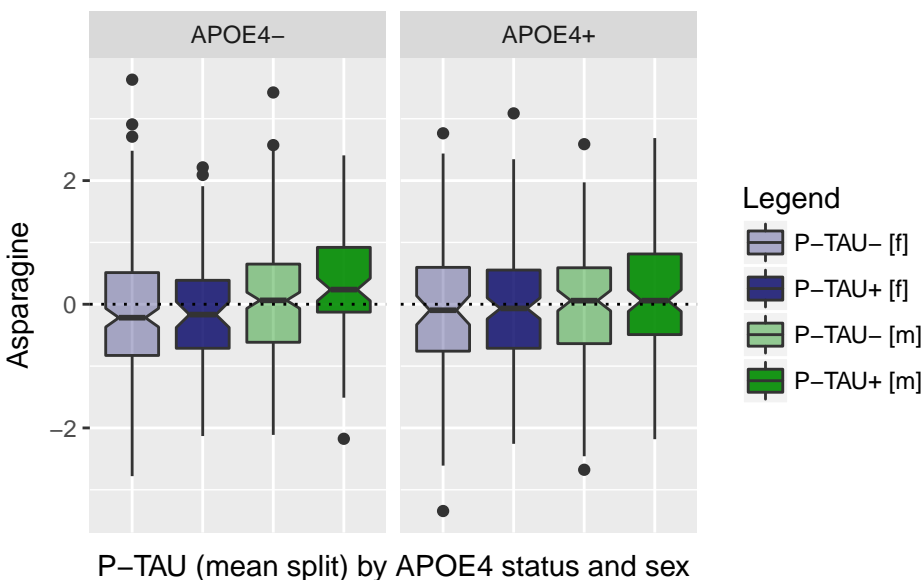 APOE4− APOE4+
2
0
−2
Asparagine
P−TAU (mean split) by APOE4 status and sex
Legend
P−TAU− [f]
P−TAU+ [f]
P−TAU− [m]
P−TAU+ [m]